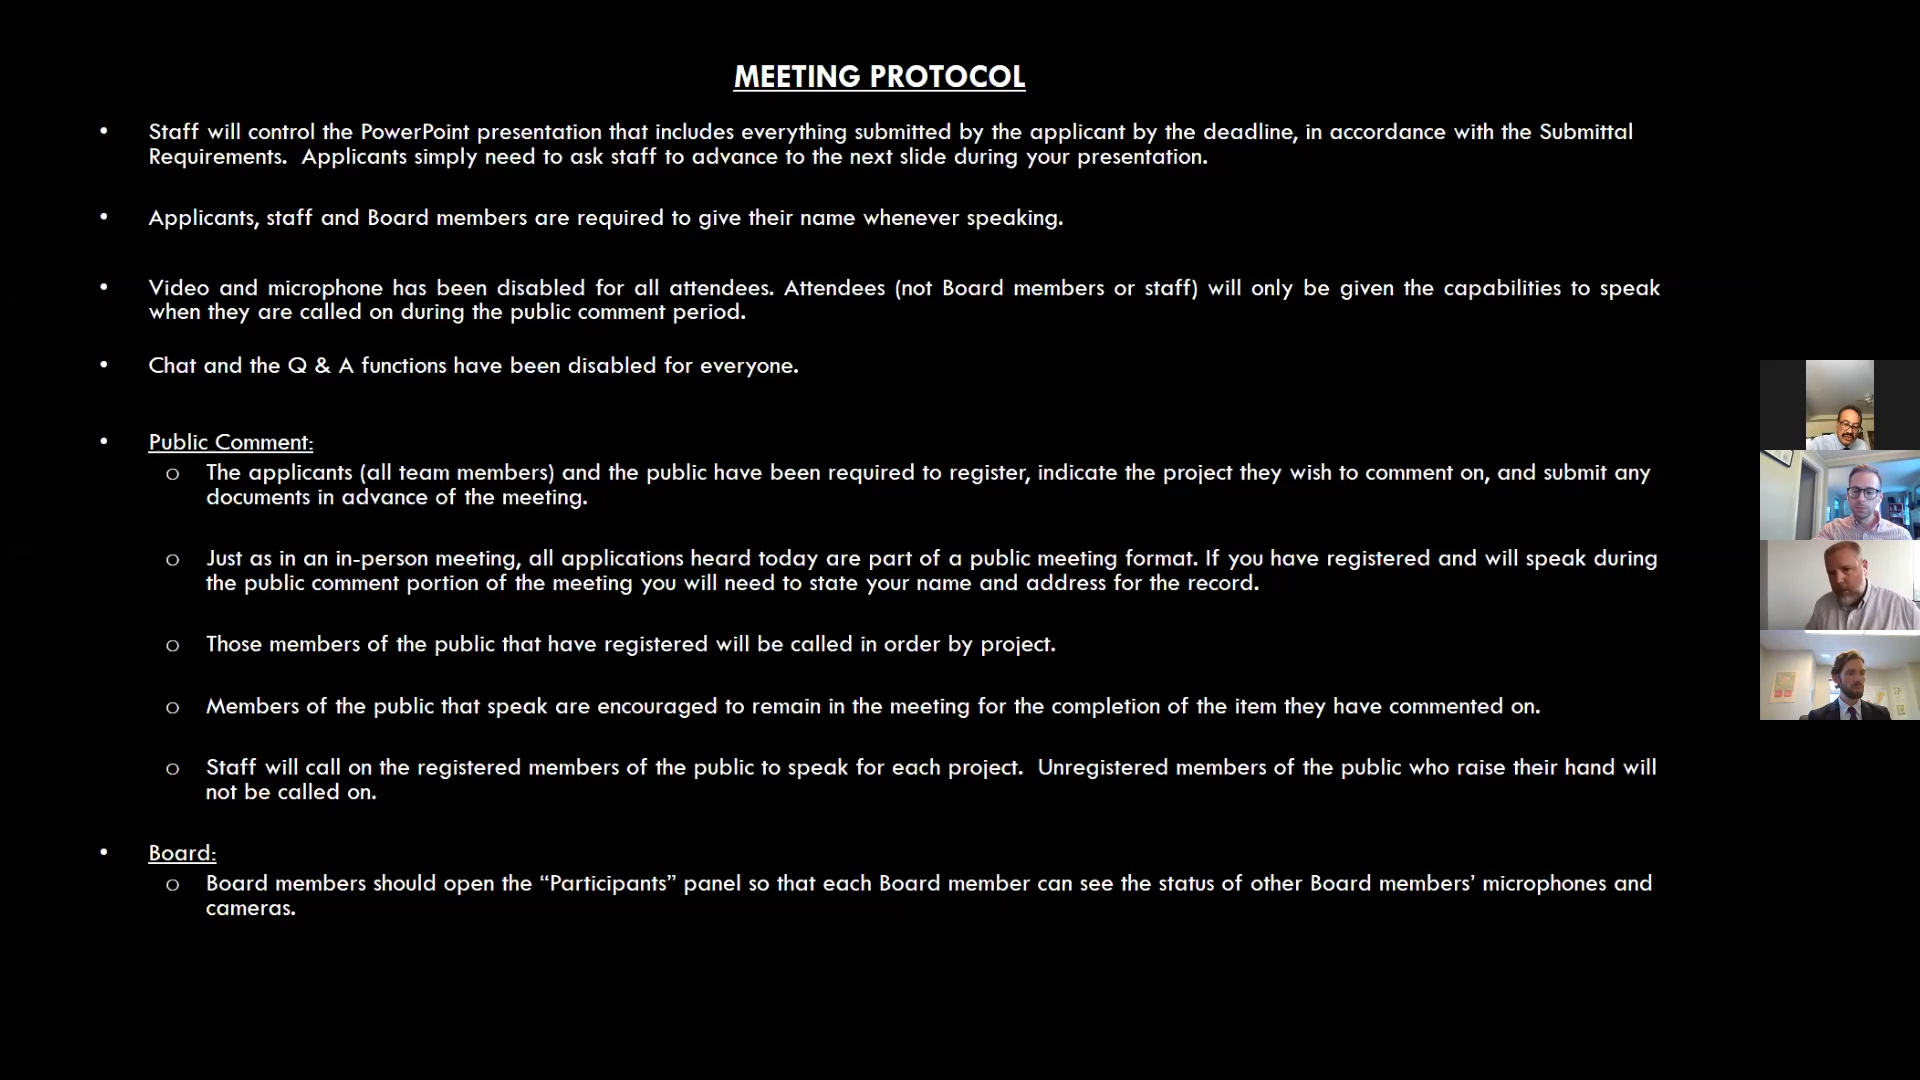 MEETING PROTOCOL
• Staff will control the PowerPoint presentation that includes everything submitted by the applicant by the deadline, in accordance with the Submittal
Requirements.  Applicants simply need to ask staff to advance to the next slide during your presentation.
• Applicants, staff and Board members are required to give their name whenever speaking.
• Video and microphone has been disabled for all attendees. Attendees (not Board members or staff) will only be given the capabilities to speak
when they are called on during the public comment period.
• Chat and the Q & A functions have been disabled for everyone.
• Public Comment:
o The applicants (all team members) and the public have been required to register, indicate the project they wish to comment on, and submit any
documents in advance of the meeting.
o Just as in an in-person meeting, all applications heard today are part of a public meeting format. If you have registered and will speak during
the public comment portion of the meeting you will need to state your name and address for the record.
o Those members of the public that have registered will be called in order by project.
o Members of the public that speak are encouraged to remain in the meeting for the completion of the item they have commented on.
o Staff will call on the registered members of the public to speak for each project.  Unregistered members of the public who raise their hand will
not be called on.
• Board:
o Board members should open the “Participants” panel so that each Board member can see the status of other Board members’ microphones and
cameras.